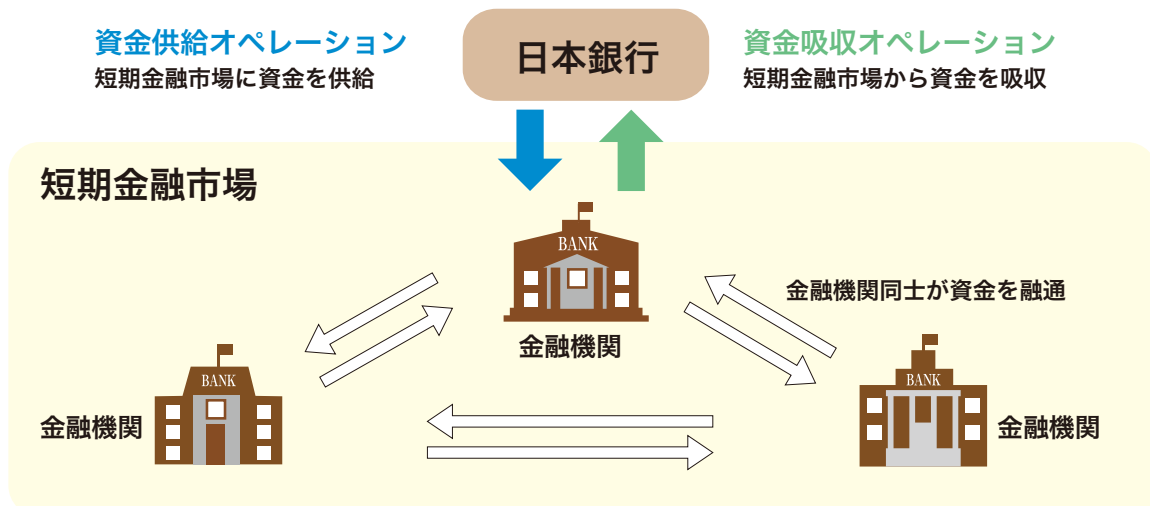 資金供給オペレーション
短期金融市場に資金を供給
日本銀行
資金吸収オペレーション
短期金融市場から資金を吸収
短期金融市場
BANK
金融機関
金融機関同士が資金を融通
BANK
金融機関
BANK
金融機関